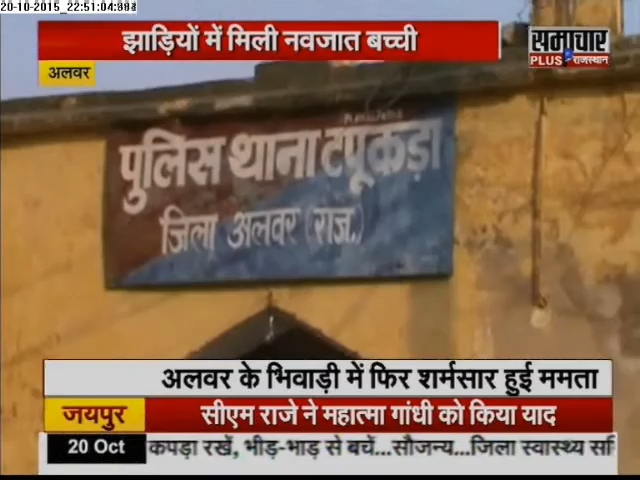 20-10-2015_22:51:04:393
झाड़ियों में मिली नवजात बच्ची
समाचार
PLUS राजस्थान
अलवर
पुलिस थाना टपूकड़ा
जिला अलवर (राज.)
अलवर के भिवाड़ी में फिर शर्मसार हुई ममता
जयपुर
सीएम राजे ने महात्मा गांधी को किया याद
20 Oct
कपड़ा रखें, भीड़-भाड़ से बचें...सौजन्य...जिला स्वास्थ्य